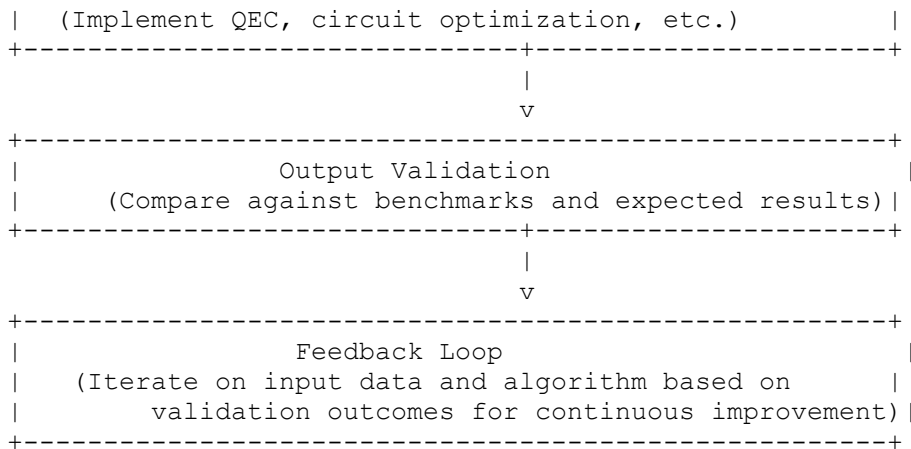 |  (Implement QEC, circuit optimization, etc.)         |
+------------------------------+---------------------+
                               |
                               v
+----------------------------------------------------+
|               Output Validation                     |
|     (Compare against benchmarks and expected results)|
+------------------------------+---------------------+
                               |
                               v
+----------------------------------------------------+
|                Feedback Loop                        |
|   (Iterate on input data and algorithm based on      |
|       validation outcomes for continuous improvement)|
+----------------------------------------------------+